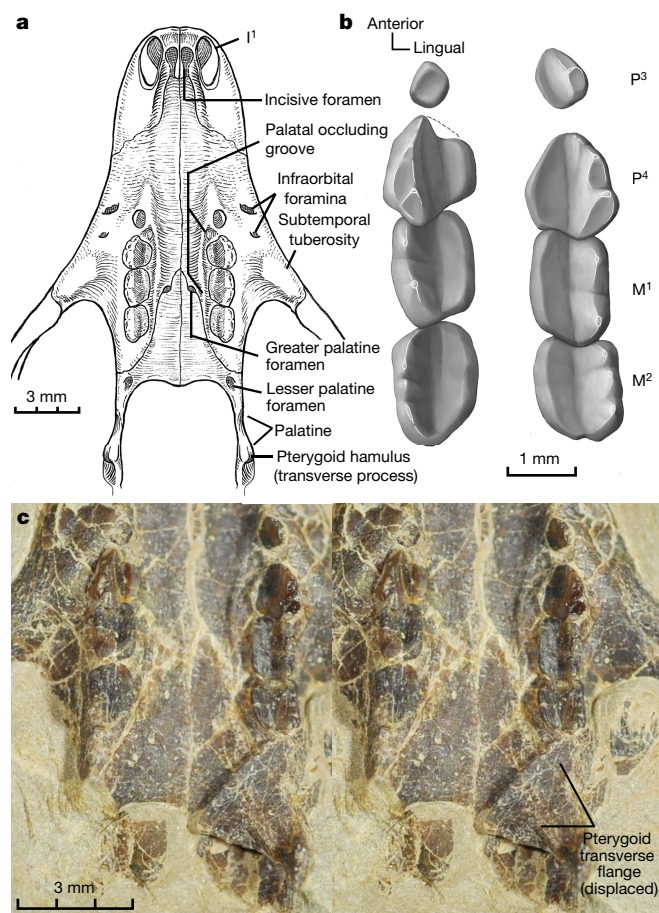 a
I¹
Incisive foramen
Palatal occluding
groove
Infraorbital
foramina
Subtemporal
tuberosity
Greater palatine
foramen
Lesser palatine
foramen
Palatine
Pterygoid hamulus
(transverse process)
3 mm
b
Anterior
Lingual
P³
P⁴
M¹
M²
1 mm
c
3 mm
Pterygoid
transverse
flange
(displaced)